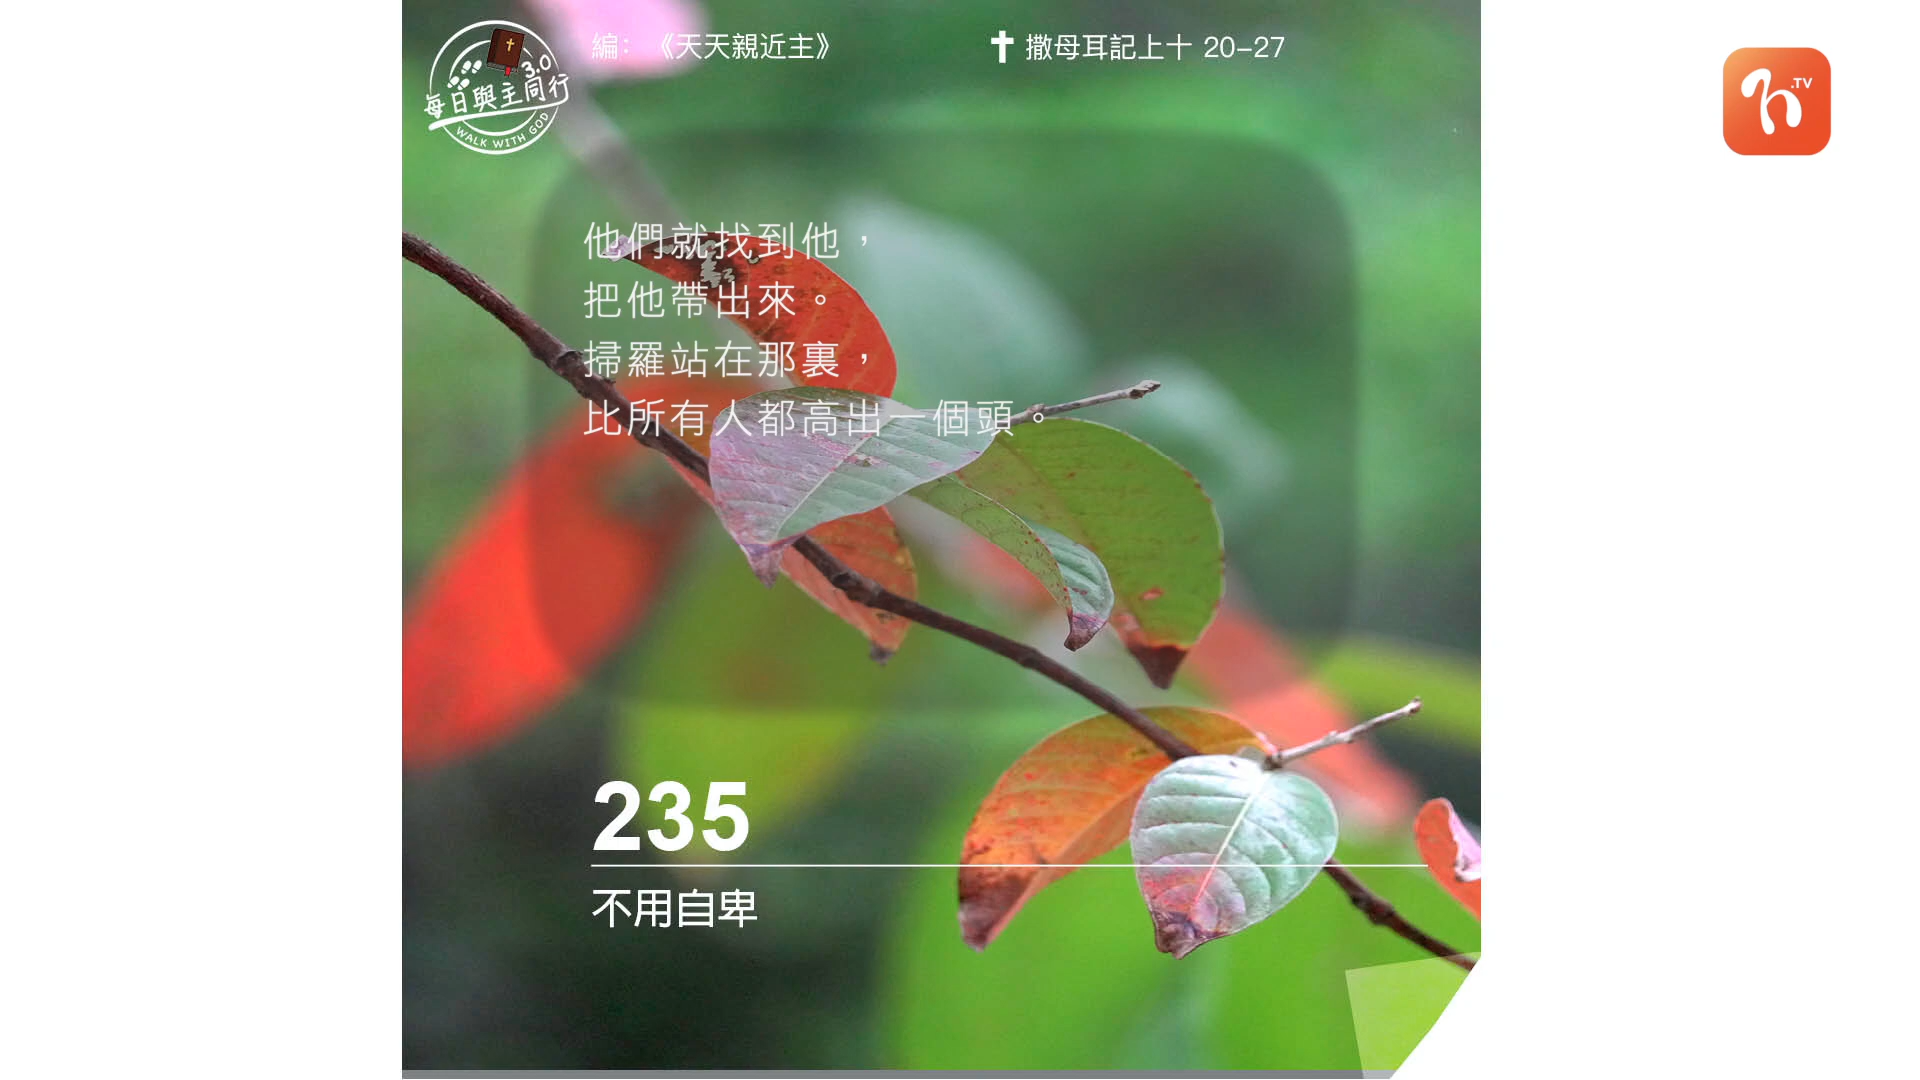 編：《天天親近主》
撒母耳記上十 20-27
3.0
每日與主同行
WALK WITH GOD
h.TV
他們就找到他，
把他帶出來。
掃羅站在那裏，
比所有人都高出一個頭。
235
不用自卑